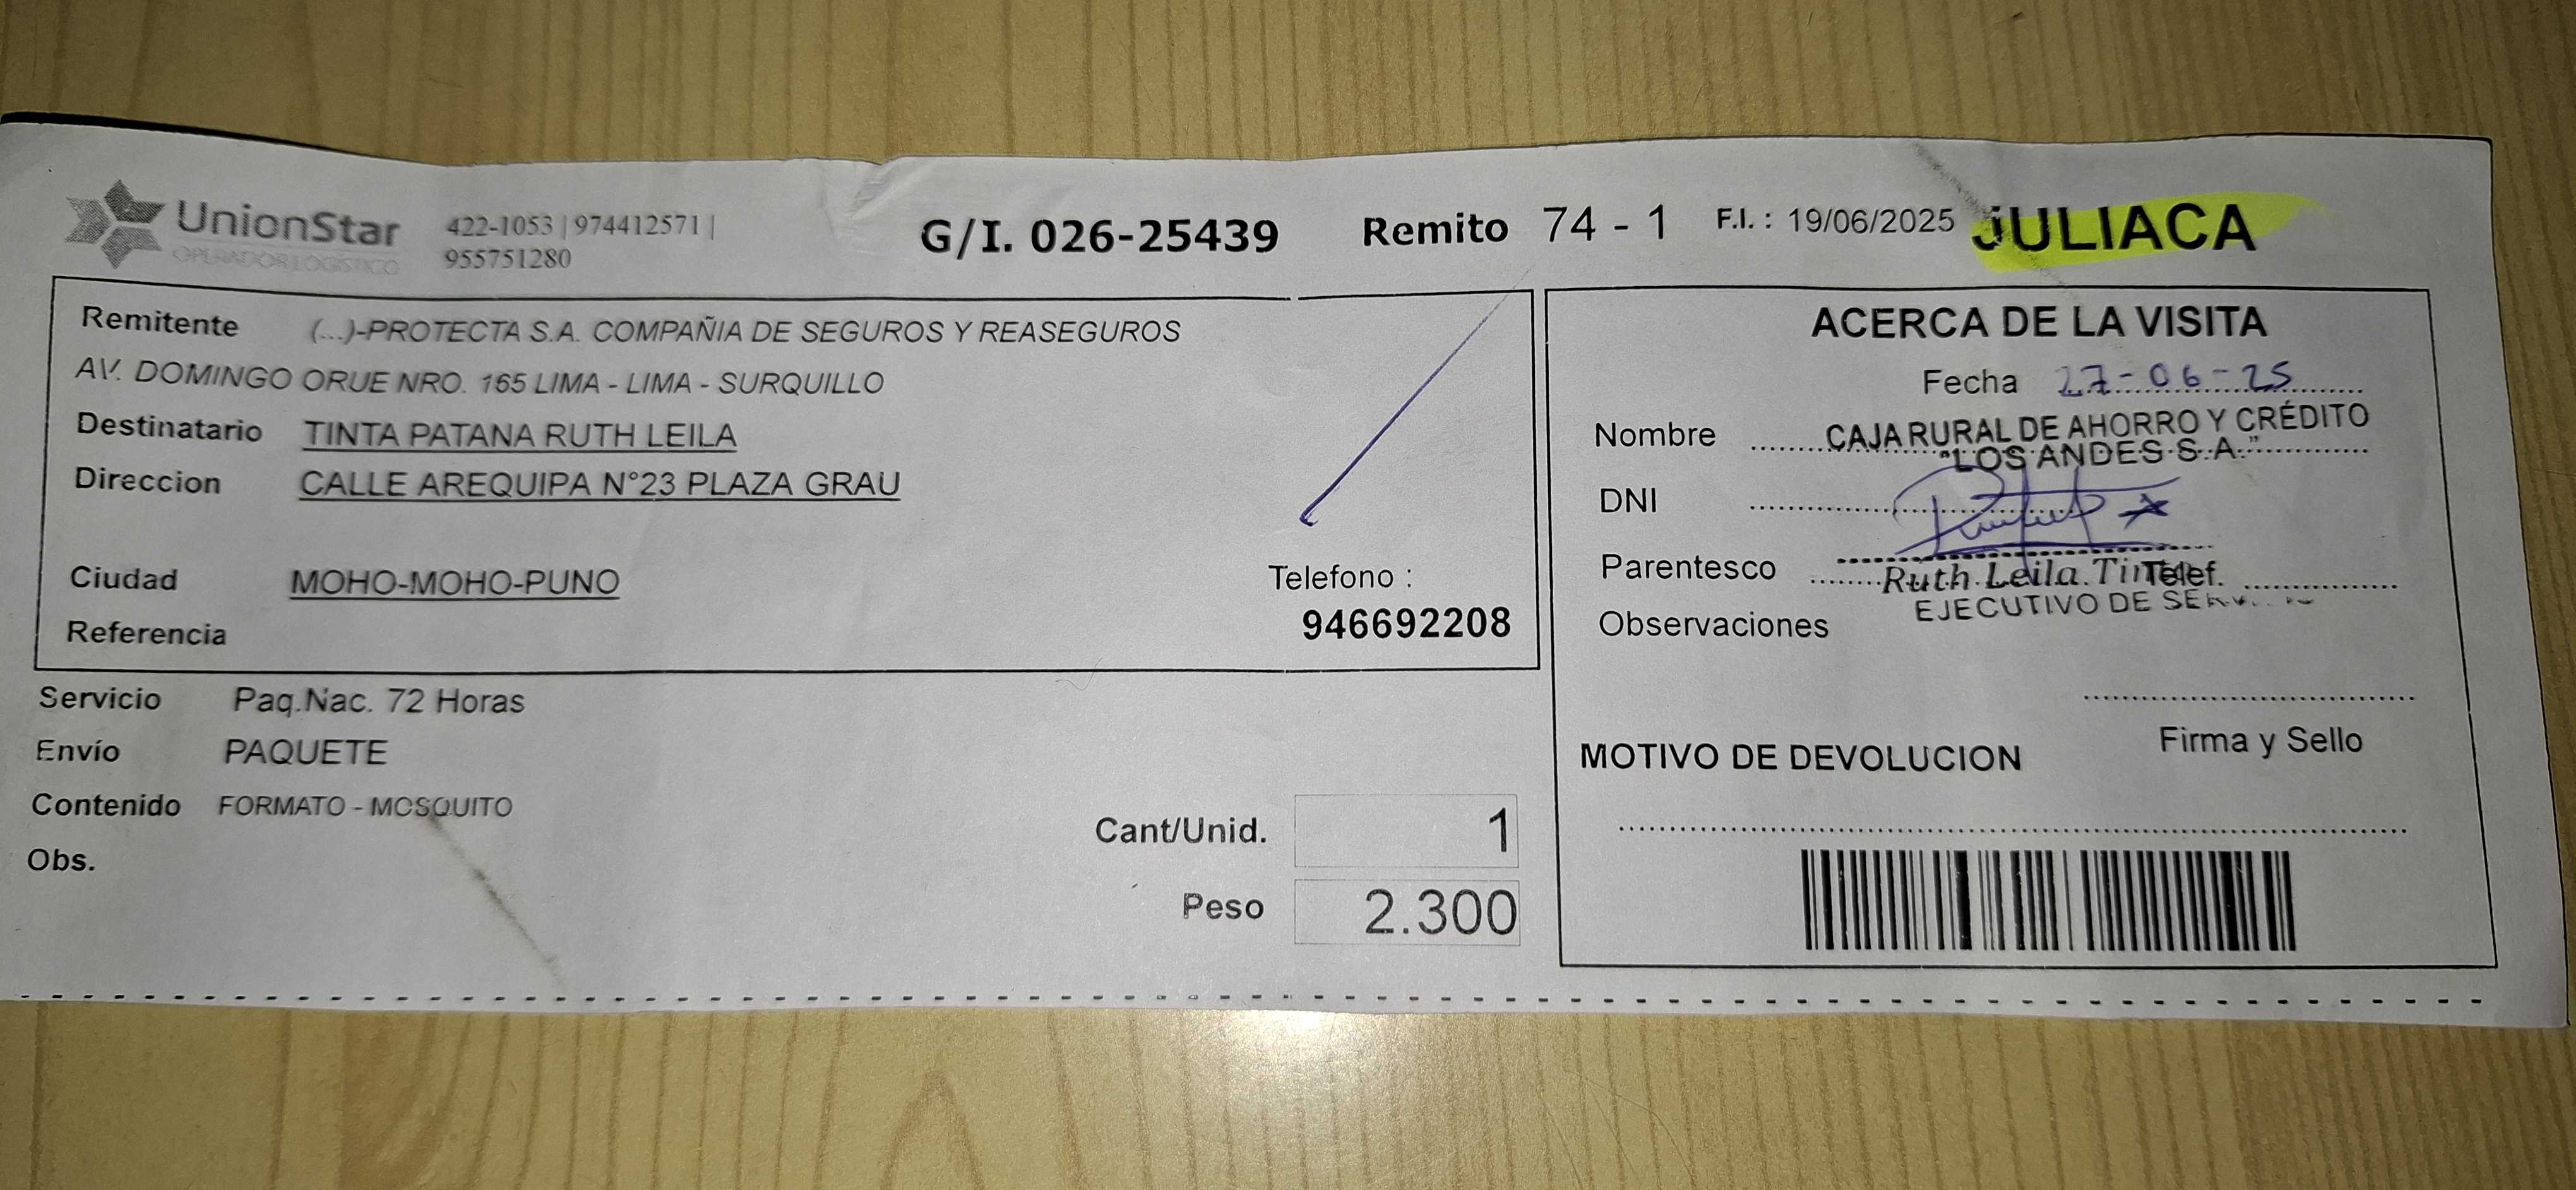 UnionStar
OPERADOR LOGÍSTICO
422-1053 | 974412571 |
955751280
G/I. 026-25439
Remito 74 - 1
F.I. : 19/06/2025
JULIACA
Remitente (...)-PROTECTA S.A. COMPAÑIA DE SEGUROS Y REASEGUROS
AV. DOMINGO ORUE NRO. 165 LIMA - LIMA - SURQUILLO
Destinatario TINTA PATANA RUTH LEILA
Direccion CALLE AREQUIPA N°23 PLAZA GRAU
Ciudad MOHO-MOHO-PUNO
Telefono :
946692208
Referencia
Servicio Paq.Nac. 72 Horas
Envío PAQUETE
Contenido FORMATO - MOSQUITO
Obs.
Cant/Unid. 1
Peso 2.300
ACERCA DE LA VISITA
Fecha 27-06-25
Nombre CAJA RURAL DE AHORRO Y CRÉDITO
"LOS ANDES S.A."
DNI
Parentesco Ruth Leila Telef.
EJECUTIVO DE
Observaciones
Firma y Sello
MOTIVO DE DEVOLUCION